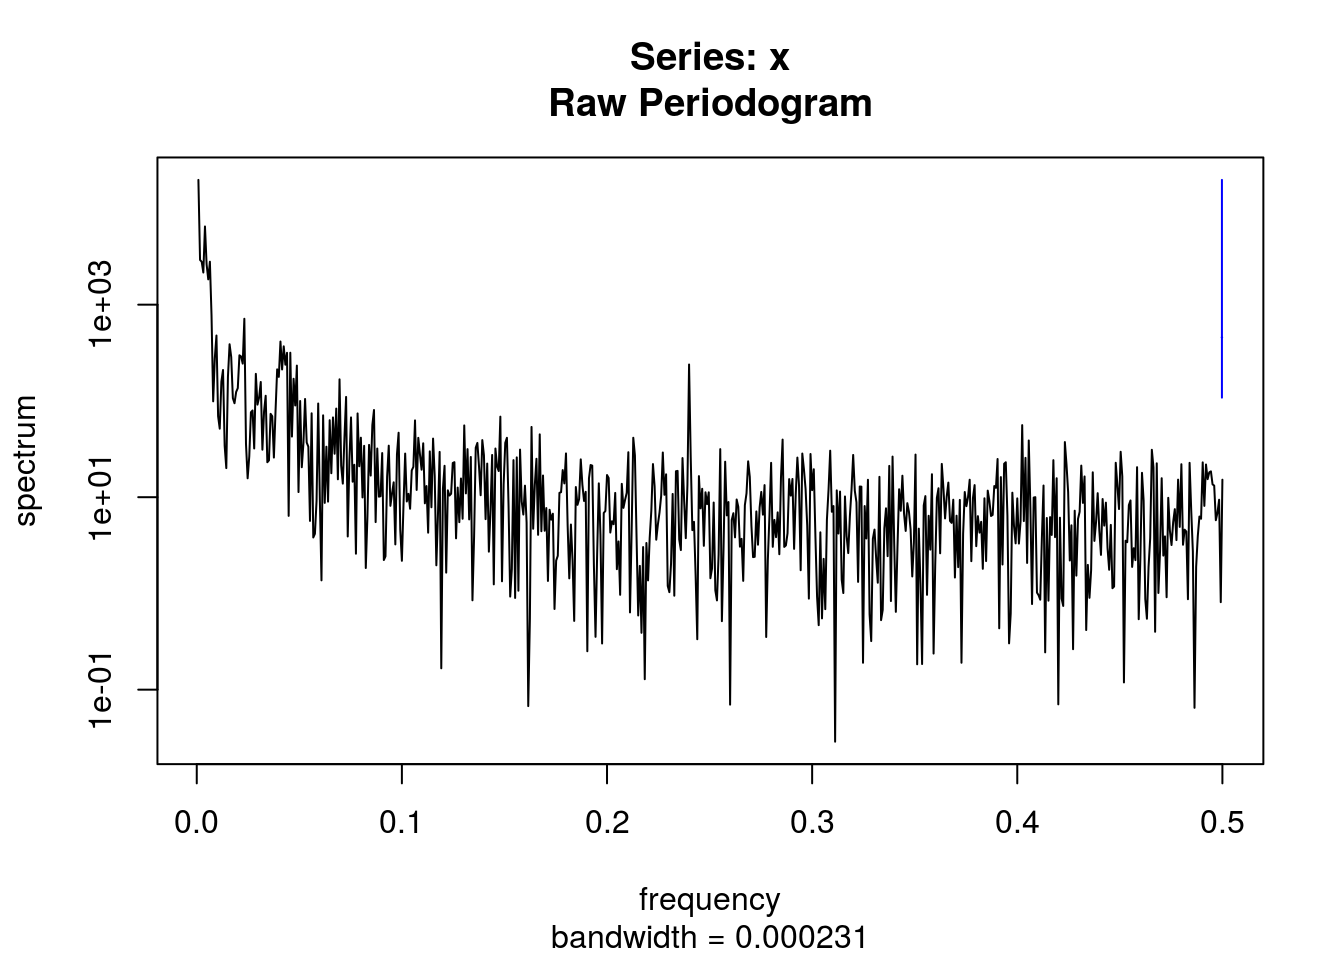 Series: x
Raw Periodogram
1e+03
1e+01
1e-01
spectrum
0.0 0.1 0.2 0.3 0.4 0.5
frequency
bandwidth = 0.000231